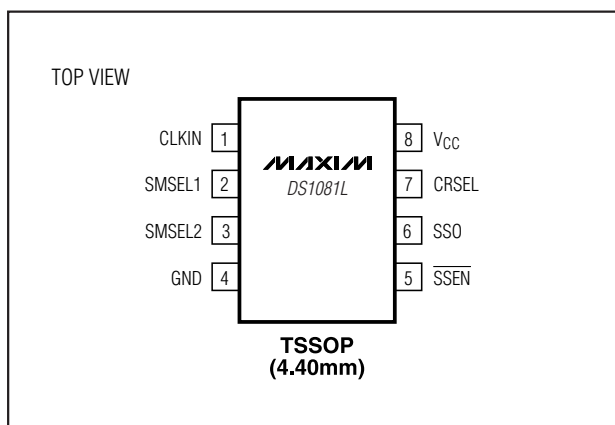 TOP VIEW
CLKIN 1
SMSEL1 2
SMSEL2 3
GND 4
MAXIM
DS1081L
8 VCC
7 CRSEL
6 SSO
5 S̅S̅E̅N̅
TSSOP
(4.40mm)